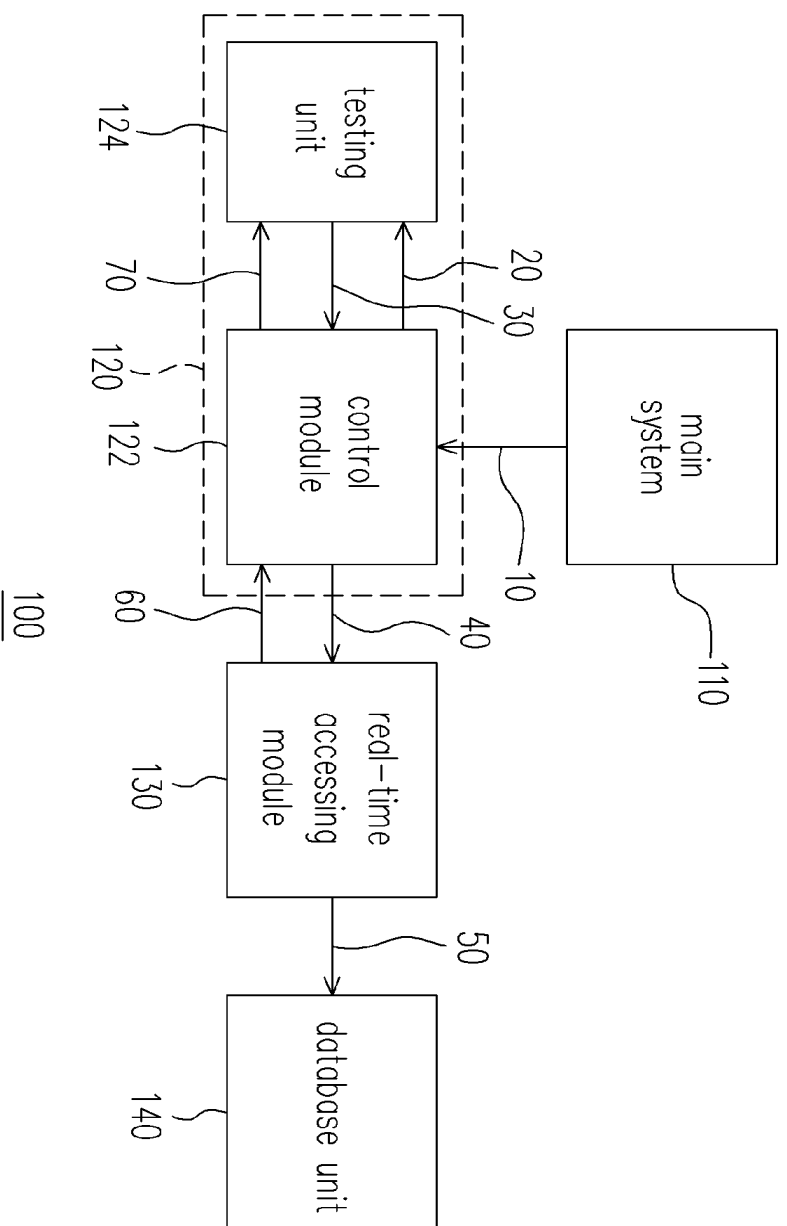 main
system
110
10
20
30
40
50
testing
unit
control
module
real-time
accessing
module
database unit
124
70
120
122
60
130
140
100